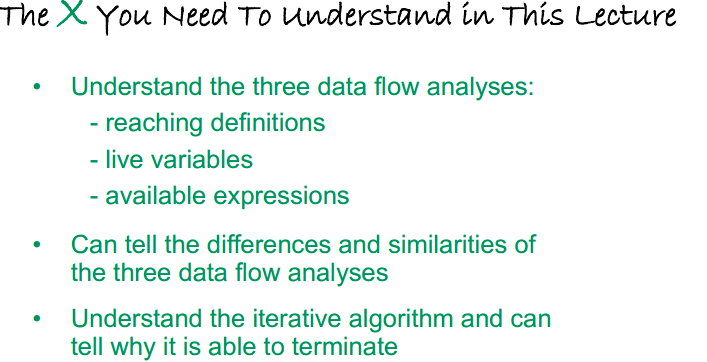 The X You Need To Understand in This Lecture
• Understand the three data flow analyses:
- reaching definitions
- live variables
- available expressions
• Can tell the differences and similarities of
the three data flow analyses
• Understand the iterative algorithm and can
tell why it is able to terminate